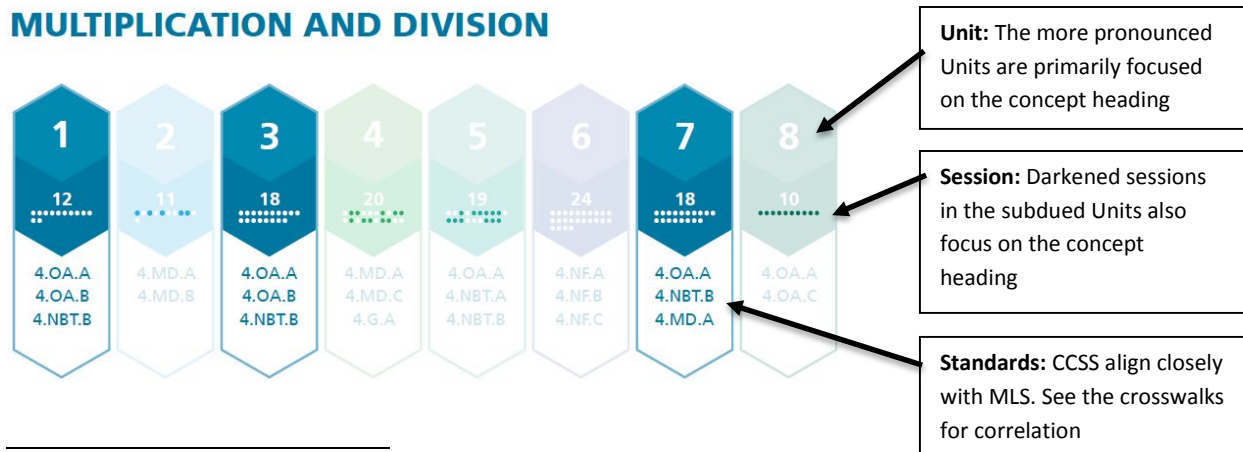 MULTIPLICATION AND DIVISION
1 2 3 4 5 6 7 8
12 11 18 20 19 24 18 10
4.OA.A 4.MD.A 4.OA.A 4.MD.A 4.OA.A 4.NF.A 4.OA.A 4.OA.A
4.OA.B 4.MD.B 4.OA.B 4.MD.C 4.NBT.A 4.NF.B 4.NBT.B 4.OA.C
4.NBT.B 4.NBT.B 4.G.A 4.NBT.B 4.NF.C 4.MD.A
Unit: The more pronounced
Units are primarily focused
on the concept heading
Session: Darkened sessions
in the subdued Units also
focus on the concept
heading
Standards: CCSS align closely
with MLS. See the crosswalks
for correlation